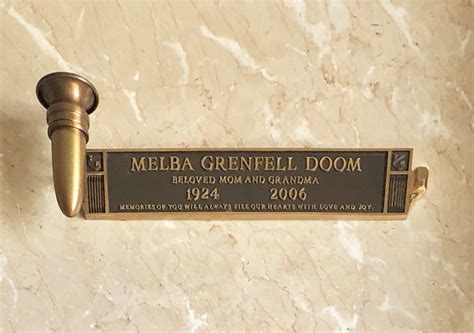 MELBA GRENFELL DOOM
BELOVED MOM AND GRANDMA
1924 2006
MEMORIES OF YOU WILL ALWAYS FILL OUR HEARTS WITH LOVE AND JOY.